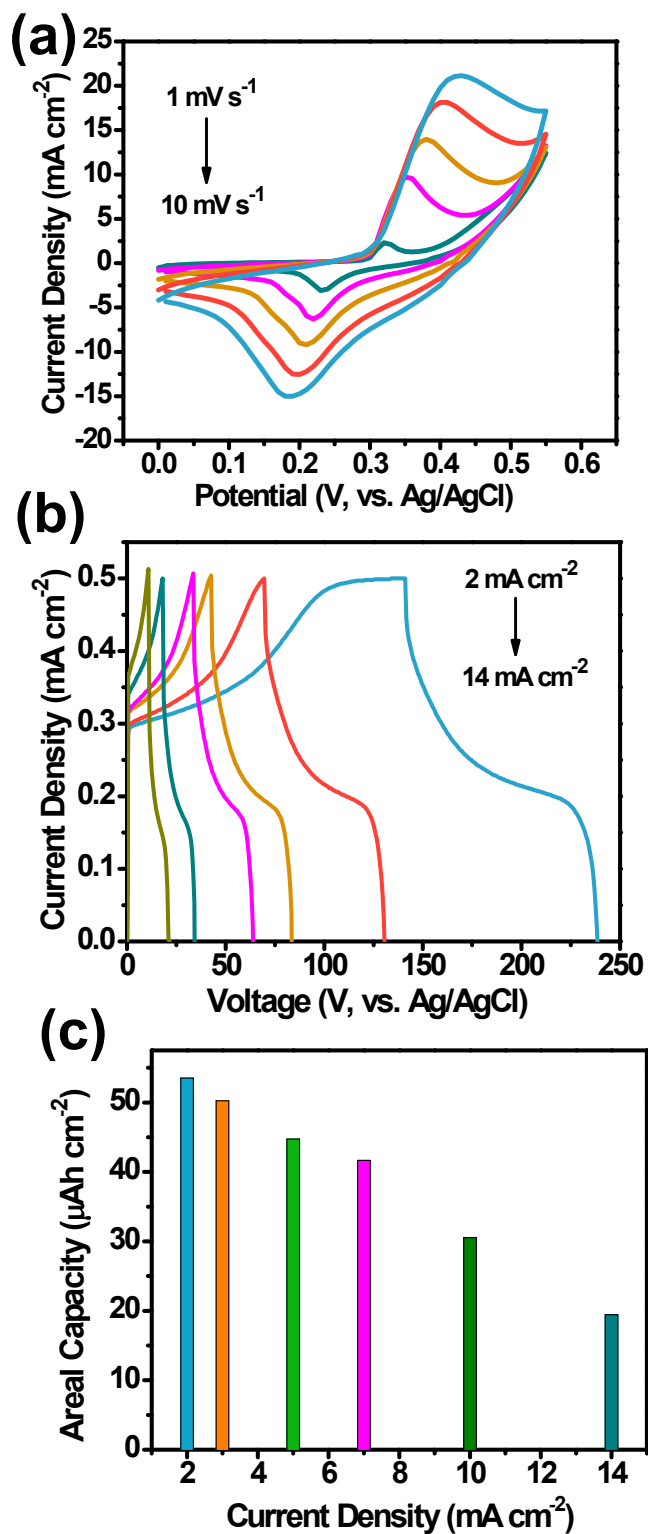 (a)
25
20
15
10
5
0
-5
-10
-15
-20
Current Density (mA cm-2)
1 mV s-1
10 mV s-1
0.0 0.1 0.2 0.3 0.4 0.5 0.6
Potential (V, vs. Ag/AgCl)
(b)
0.5
0.4
0.3
0.2
0.1
0.0
Current Density (mA cm-2)
2 mA cm-2
14 mA cm-2
0 50 100 150 200 250
Voltage (V, vs. Ag/AgCl)
(c)
50
40
30
20
10
0
Areal Capacity (μAh cm-2)
2 4 6 8 10 12 14
Current Density (mA cm-2)